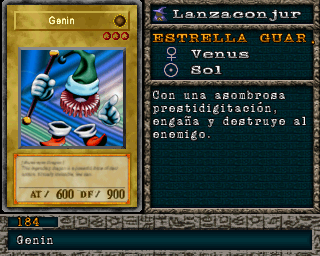 Genin
AT/ 600 DF/ 900
Lanzaconjur
ESTRELLA GUAR.
Venus
Sol
Con una asombrosa
prestidigitación,
engaña y destruye al
enemigo.
184
Genin